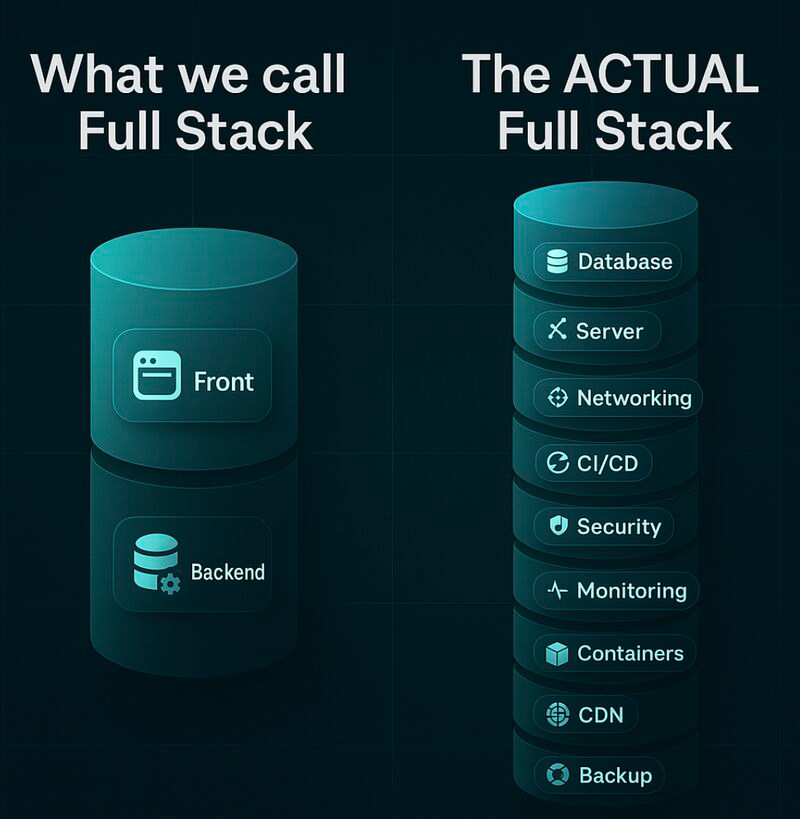 What we call
Full Stack
Front
Backend
The ACTUAL
Full Stack
Database
Server
Networking
CI/CD
Security
Monitoring
Containers
CDN
Backup